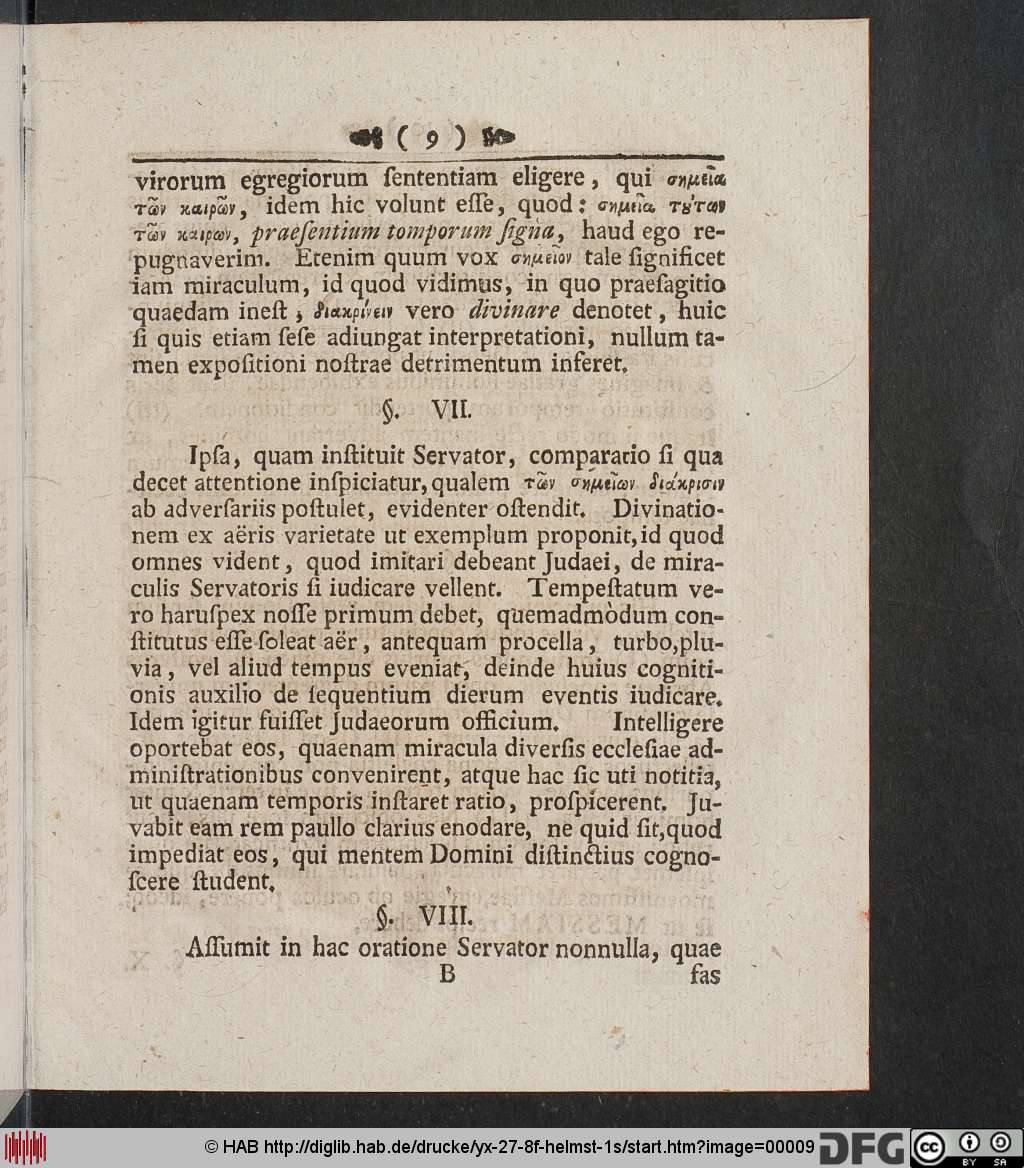 ( 9 )
virorum egregiorum ſententiam eligere, qui σημεῖα
τῶν καιρῶν, idem hic volunt eſſe, quod: σημεῖα τȣ́των
τῶν καιρων, praeſentium tomporum ſigna, haud ego re-
pugnaverim. Etenim quum vox σημεῖον tale ſignificet
iam miraculum, id quod vidimus, in quo praeſagitio
quaedam ineſt; διακρίνειν vero divinare denotet, huic
ſi quis etiam ſeſe adiungat interpretationi, nullum ta-
men expoſitioni noſtrae detrimentum inferet.
§. VII.
Ipſa, quam inſtituit Servator, comparatio ſi qua
decet attentione inſpiciatur, qualem τῶν σημεῖων διάκρισιν
ab adverſariis poſtulet, evidenter oſtendit. Divinatio-
nem ex aëris varietate ut exemplum proponit, id quod
omnes vident, quod imitari debeant Judaei, de mira-
culis Servatoris ſi iudicare vellent. Tempeſtatum ve-
ro haruſpex noſſe primum debet, quemadmòdum con-
ſtitutus eſſe ſoleat aër, antequam procella, turbo, plu-
via, vel aliud tempus eveniat, deinde huius cogniti-
onis auxilio de ſequentium dierum eventis iudicare.
Idem igitur fuiſſet Judaeorum officium. Intelligere
oportebat eos, quaenam miracula diverſis eccleſiae ad-
miniſtrationibus convenirent, atque hac ſic uti notitia,
ut quaenam temporis inſtaret ratio, proſpicerent. Ju-
vabit eam rem paullo clarius enodare, ne quid ſit, quod
impediat eos, qui mentem Domini diſtinctius cogno-
ſcere ſtudent.
§. VIII.
Aſſumit in hac oratione Servator nonnulla, quae
B fas
© HAB http://diglib.hab.de/drucke/yx-27-8f-helmst-1s/start.htm?image=00009 DFG cc BY SA